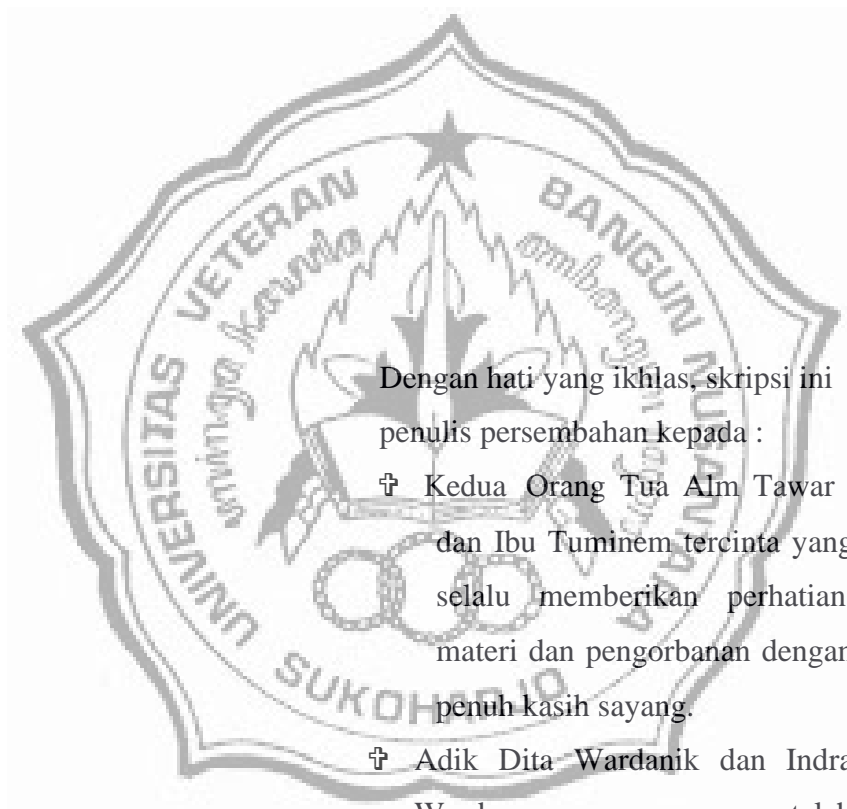 UNIVERSITAS VETERAN BANGUN NUSANTARA
SUKOHARJO
Dengan hati yang ikhlas, skripsi ini
penulis persembahan kepada :
✞ Kedua Orang Tua Alm Tawar
dan Ibu Tuminem tercinta yang
selalu memberikan perhatian
materi dan pengorbanan dengan
penuh kasih sayang.
✞ Adik Dita Wardanik dan Indra